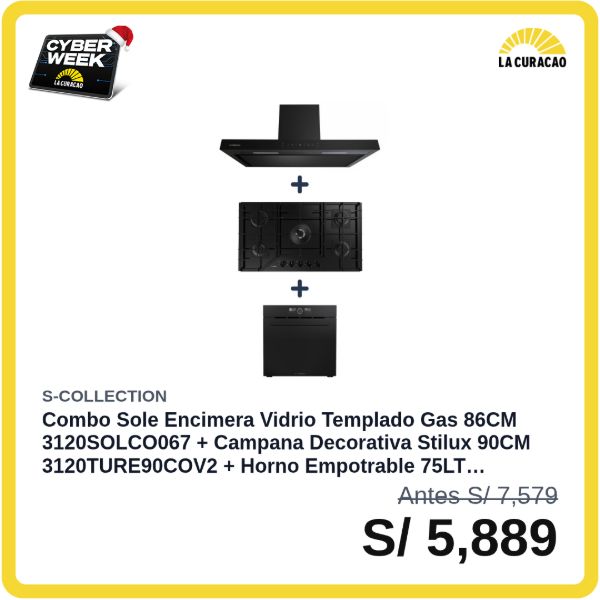 CYBER
WEEK
LA CURACAO
LA CURACAO
+
+
S-COLLECTION
Combo Sole Encimera Vidrio Templado Gas 86CM
3120SOLCO067 + Campana Decorativa Stilux 90CM
3120TURE90COV2 + Horno Empotrable 75LT…
Antes S/ 7,579
S/ 5,889